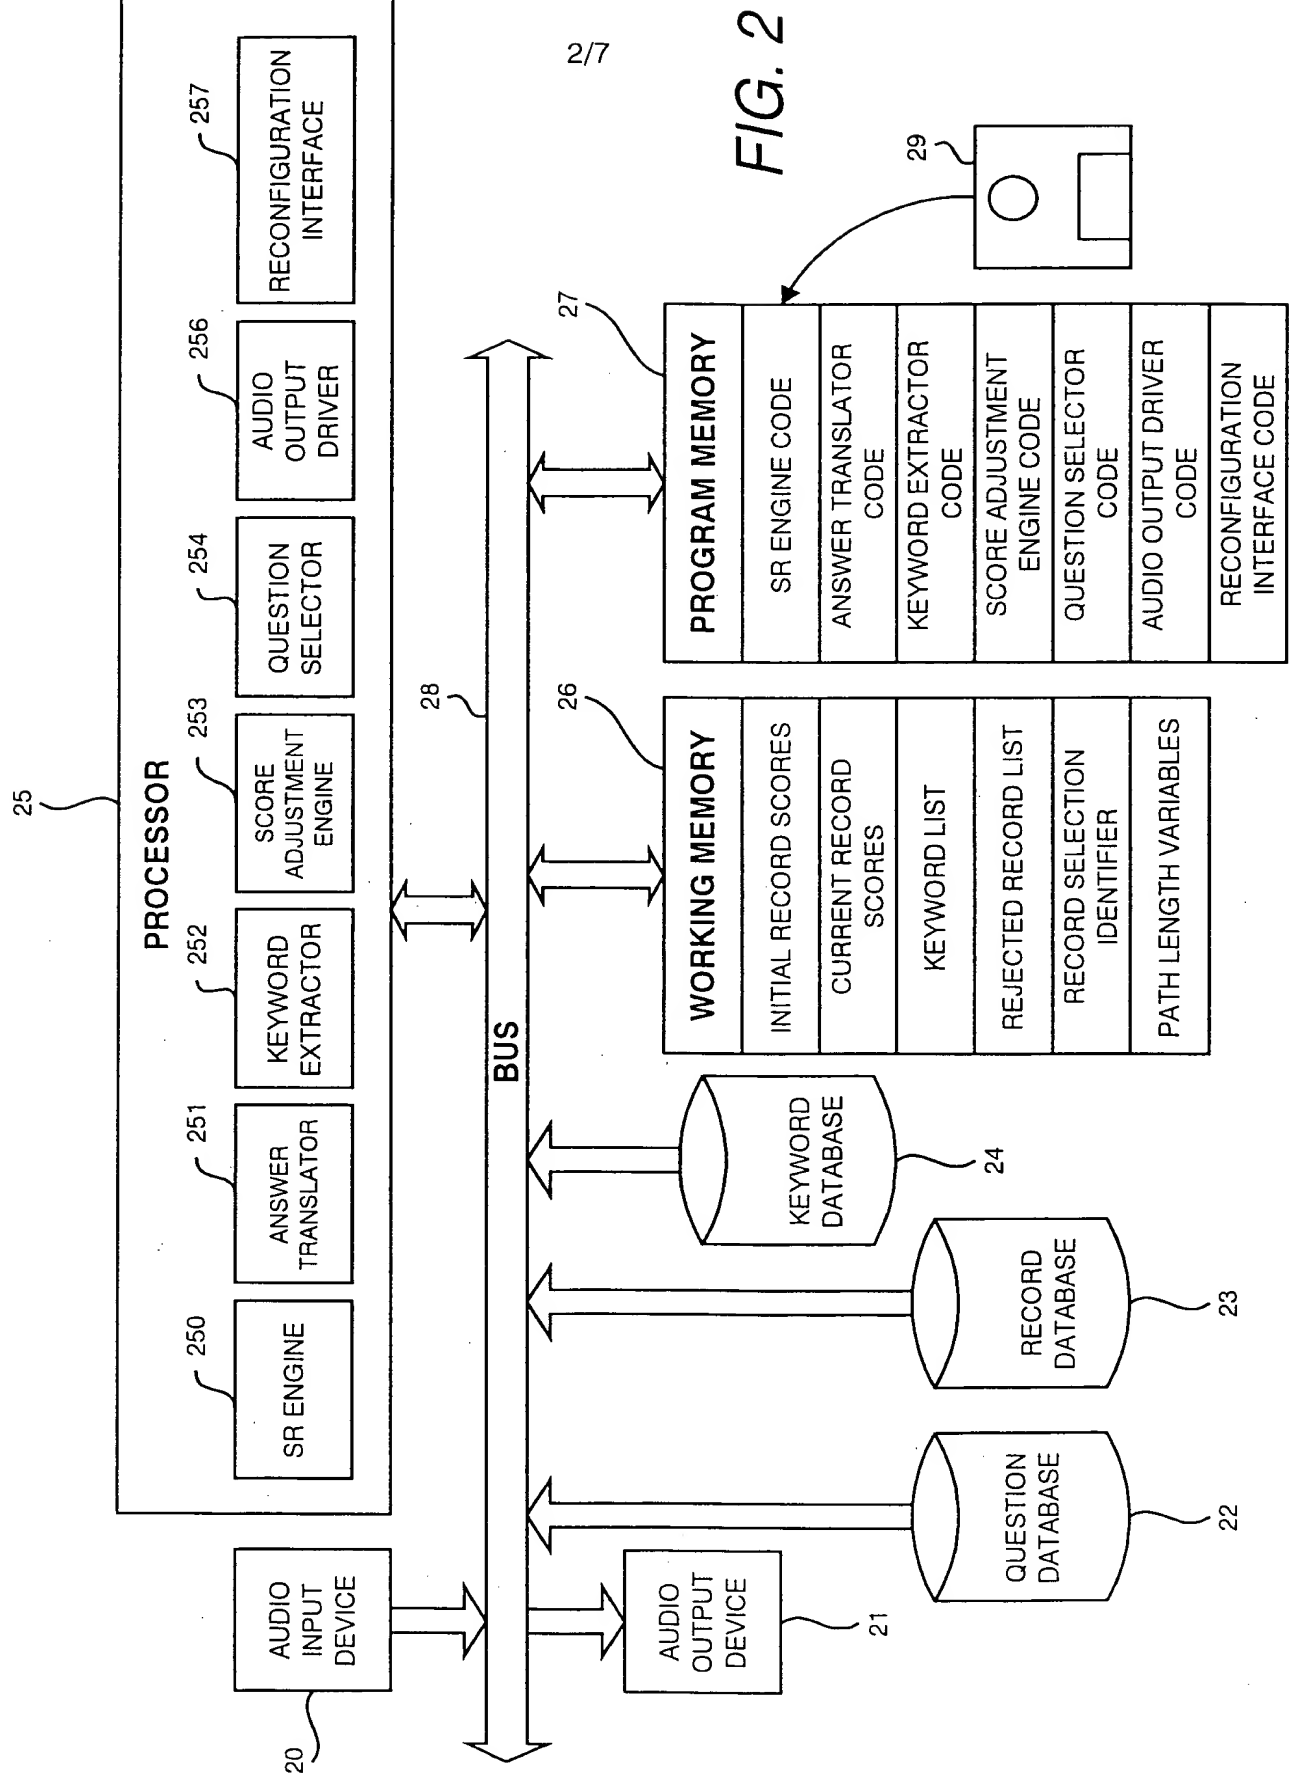 2/7
FIG. 2
25
PROCESSOR
250
SR ENGINE
251
ANSWER
TRANSLATOR
252
KEYWORD
EXTRACTOR
253
SCORE
ADJUSTMENT
ENGINE
254
QUESTION
SELECTOR
256
AUDIO
OUTPUT
DRIVER
257
RECONFIGURATION
INTERFACE
20
AUDIO
INPUT
DEVICE
BUS
28
AUDIO
OUTPUT
DEVICE
21
QUESTION
DATABASE
22
RECORD
DATABASE
23
KEYWORD
DATABASE
24
26
WORKING MEMORY
INITIAL RECORD SCORES
CURRENT RECORD
SCORES
KEYWORD LIST
REJECTED RECORD LIST
RECORD SELECTION
IDENTIFIER
PATH LENGTH VARIABLES
27
PROGRAM MEMORY
SR ENGINE CODE
ANSWER TRANSLATOR
CODE
KEYWORD EXTRACTOR
CODE
SCORE ADJUSTMENT
ENGINE CODE
QUESTION SELECTOR
CODE
AUDIO OUTPUT DRIVER
CODE
RECONFIGURATION
INTERFACE CODE
29